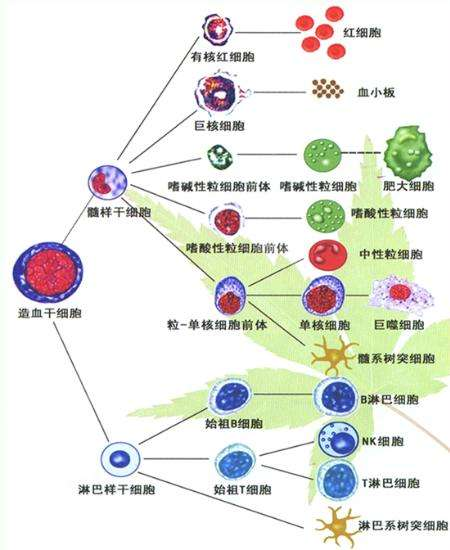 有核红细胞
红细胞
巨核细胞
血小板
嗜碱性粒细胞前体
嗜碱性粒细胞
肥大细胞
髓样干细胞
嗜酸性粒细胞前体
嗜酸性粒细胞
中性粒细胞
造血干细胞
粒-单核细胞前体
单核细胞
巨噬细胞
髓系树突细胞
始祖B细胞
B淋巴细胞
NK细胞
淋巴样干细胞
始祖T细胞
T淋巴细胞
淋巴系树突细胞